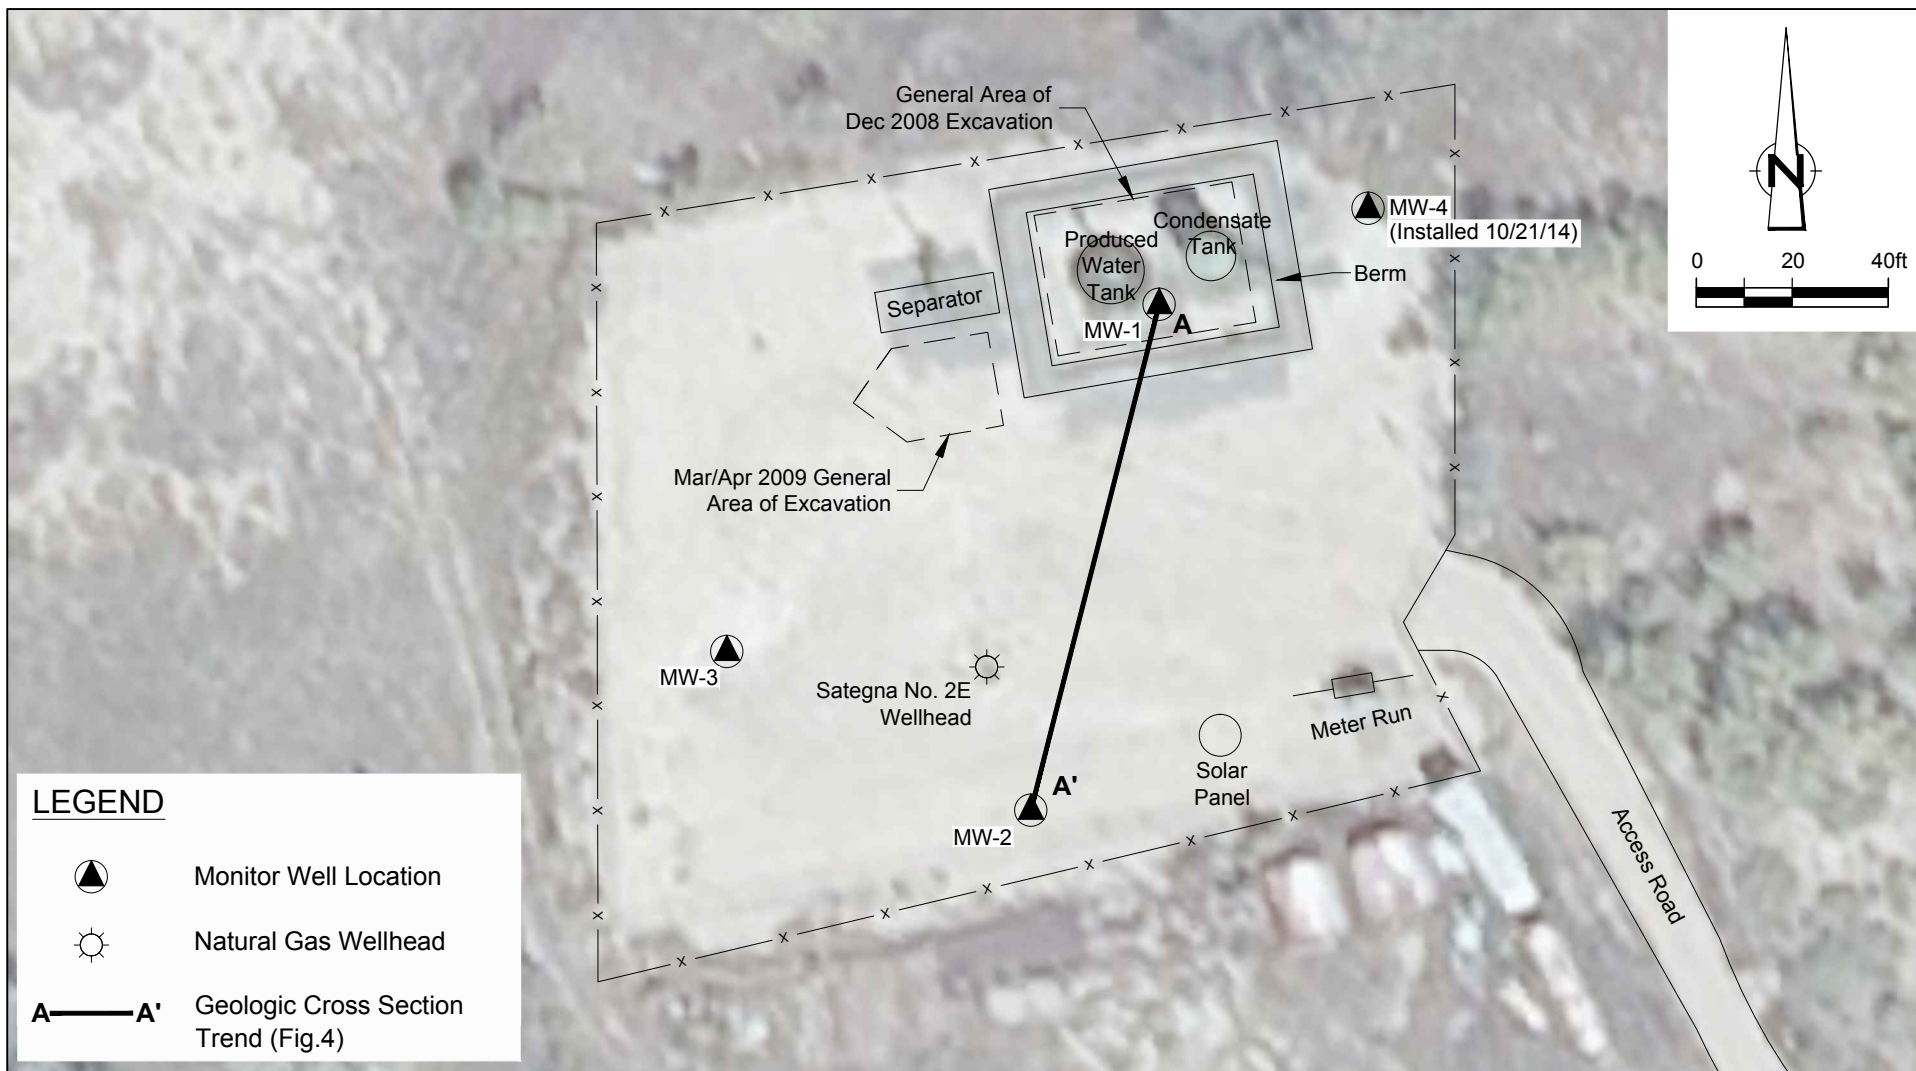 General Area of
Dec 2008 Excavation
N
0 20 40ft
MW-4
(Installed 10/21/14)
Condensate
Tank
Produced
Water
Tank
Berm
Separator
MW-1
A
Mar/Apr 2009 General
Area of Excavation
MW-3
Sategna No. 2E
Wellhead
Meter Run
Solar
Panel
A'
MW-2
Access Road
LEGEND
Monitor Well Location
Natural Gas Wellhead
A A' Geologic Cross Section
Trend (Fig.4)